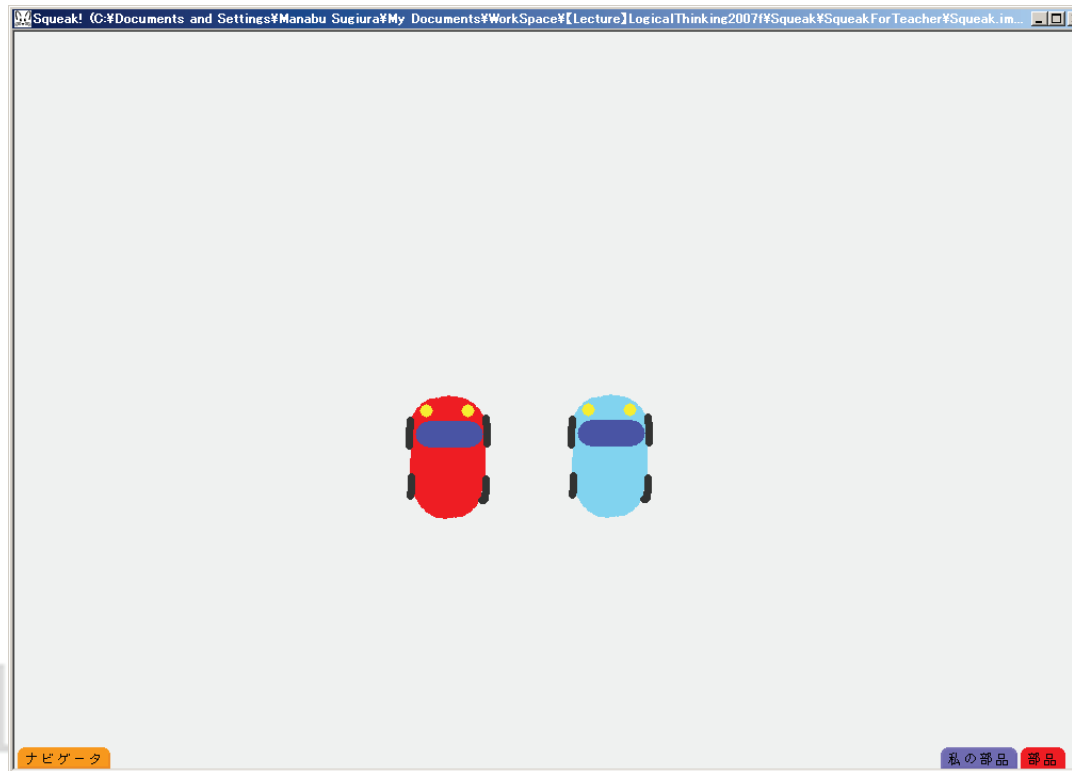 Squeak! (C:¥Documents and Settings¥Manabu Sugiura¥My Documents¥WorkSpace¥【Lecture】LogicalThinking2007f¥Squeak¥SqueakForTeacher¥Squeak.im...
ナビゲータ
私の部品
部品